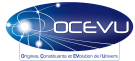 OCEVU
Origines, Constituants et EVolution de l'Univers